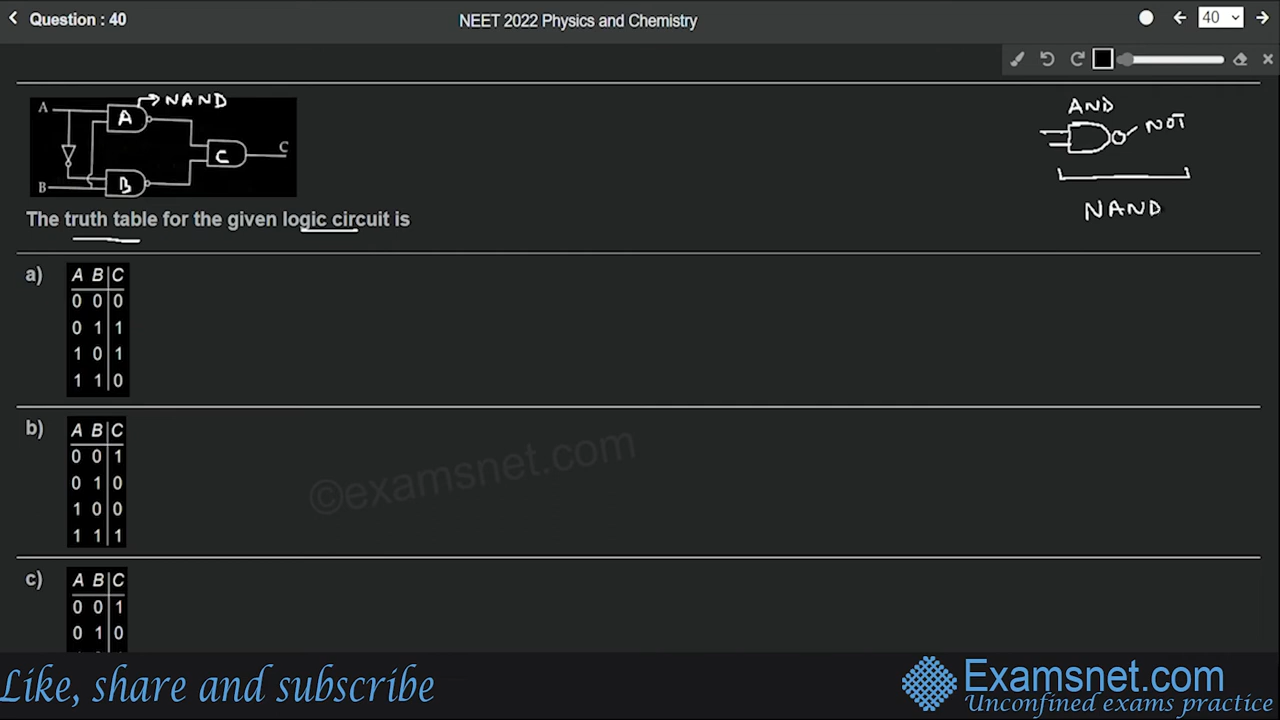 Question : 40
NEET 2022 Physics and Chemistry
40
A
NAND
A
C
C
B
B
AND
NOT
NAND
The truth table for the given logic circuit is
a)
A B C
0 0 0
0 1 1
1 0 1
1 1 0
b)
A B C
0 0 1
0 1 0
1 0 0
1 1 1
©examsnet.com
c)
A B C
0 0 1
0 1 0
Like, share and subscribe
Examsnet.com
Unconfined exams practice